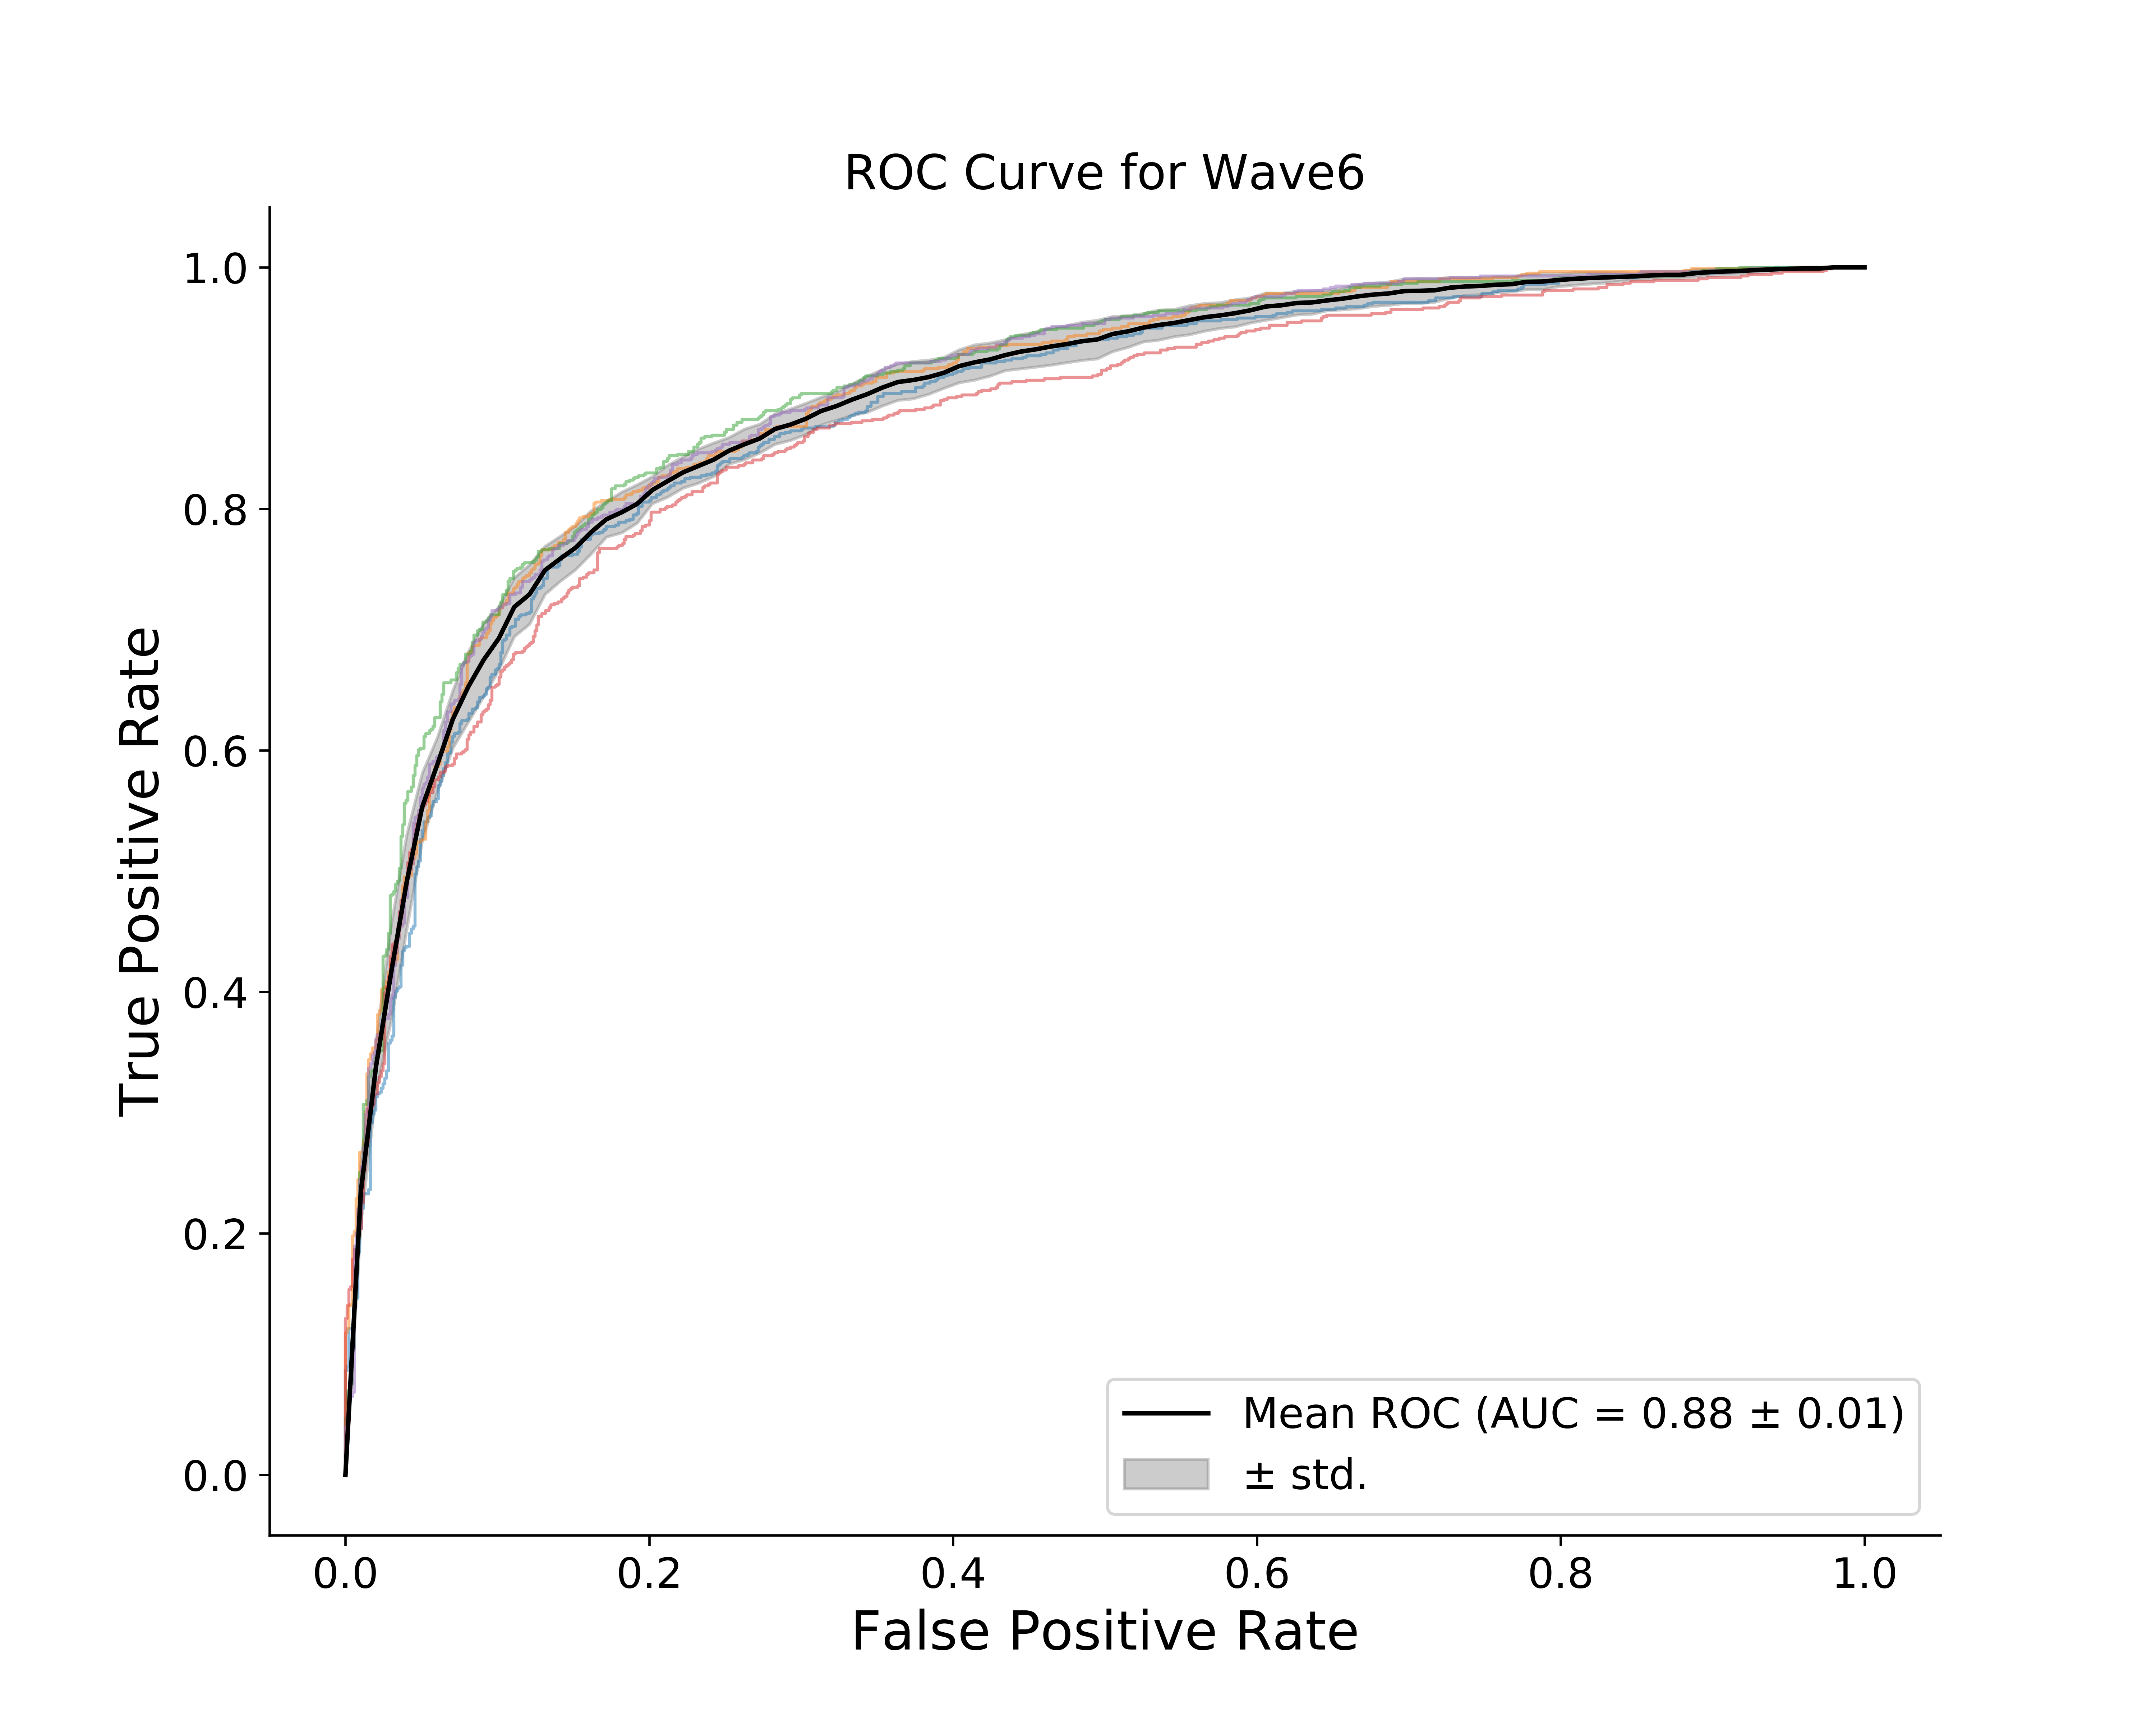 ROC Curve for Wave6
True Positive Rate
1.0
0.8
0.6
0.4
0.2
0.0
Mean ROC (AUC = 0.88 ± 0.01)
± std.
0.0 0.2 0.4 0.6 0.8 1.0
False Positive Rate